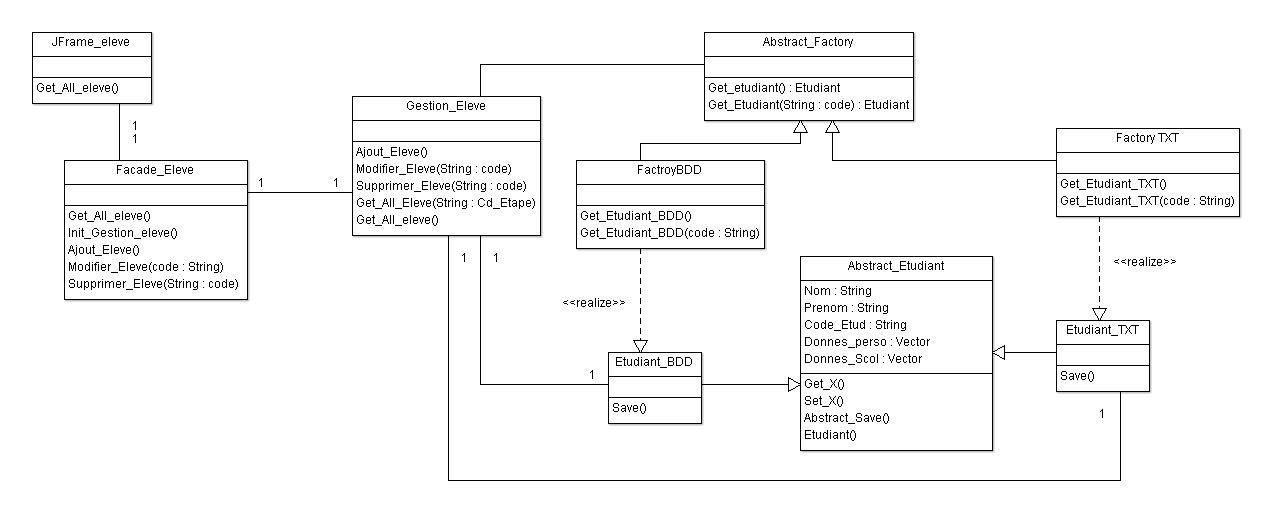 JFrame_eleve
Get_All_eleve()
1
1
Facade_Eleve
Get_All_eleve()
Init_Gestion_eleve()
Ajout_Eleve()
Modifier_Eleve(code : String)
Supprimer_Eleve(String : code)
1
1
Gestion_Eleve
Ajout_Eleve()
Modifier_Eleve(String : code)
Supprimer_Eleve(String : code)
Get_All_Eleve(String : Cd_Etape)
Get_All_eleve()
1
1
Abstract_Factory
Get_etudiant() : Etudiant
Get_Etudiant(String : code) : Etudiant
FactroyBDD
Get_Etudiant_BDD()
Get_Etudiant_BDD(code : String)
<<realize>>
Factory TXT
Get_Etudiant_TXT()
Get_Etudiant_TXT(code : String)
<<realize>>
Abstract_Etudiant
Nom : String
Prenom : String
Code_Etud : String
Donnes_perso : Vector
Donnes_Scol : Vector
Get_X()
Set_X()
Abstract_Save()
Etudiant()
1
Etudiant_BDD
Save()
Etudiant_TXT
Save()
1